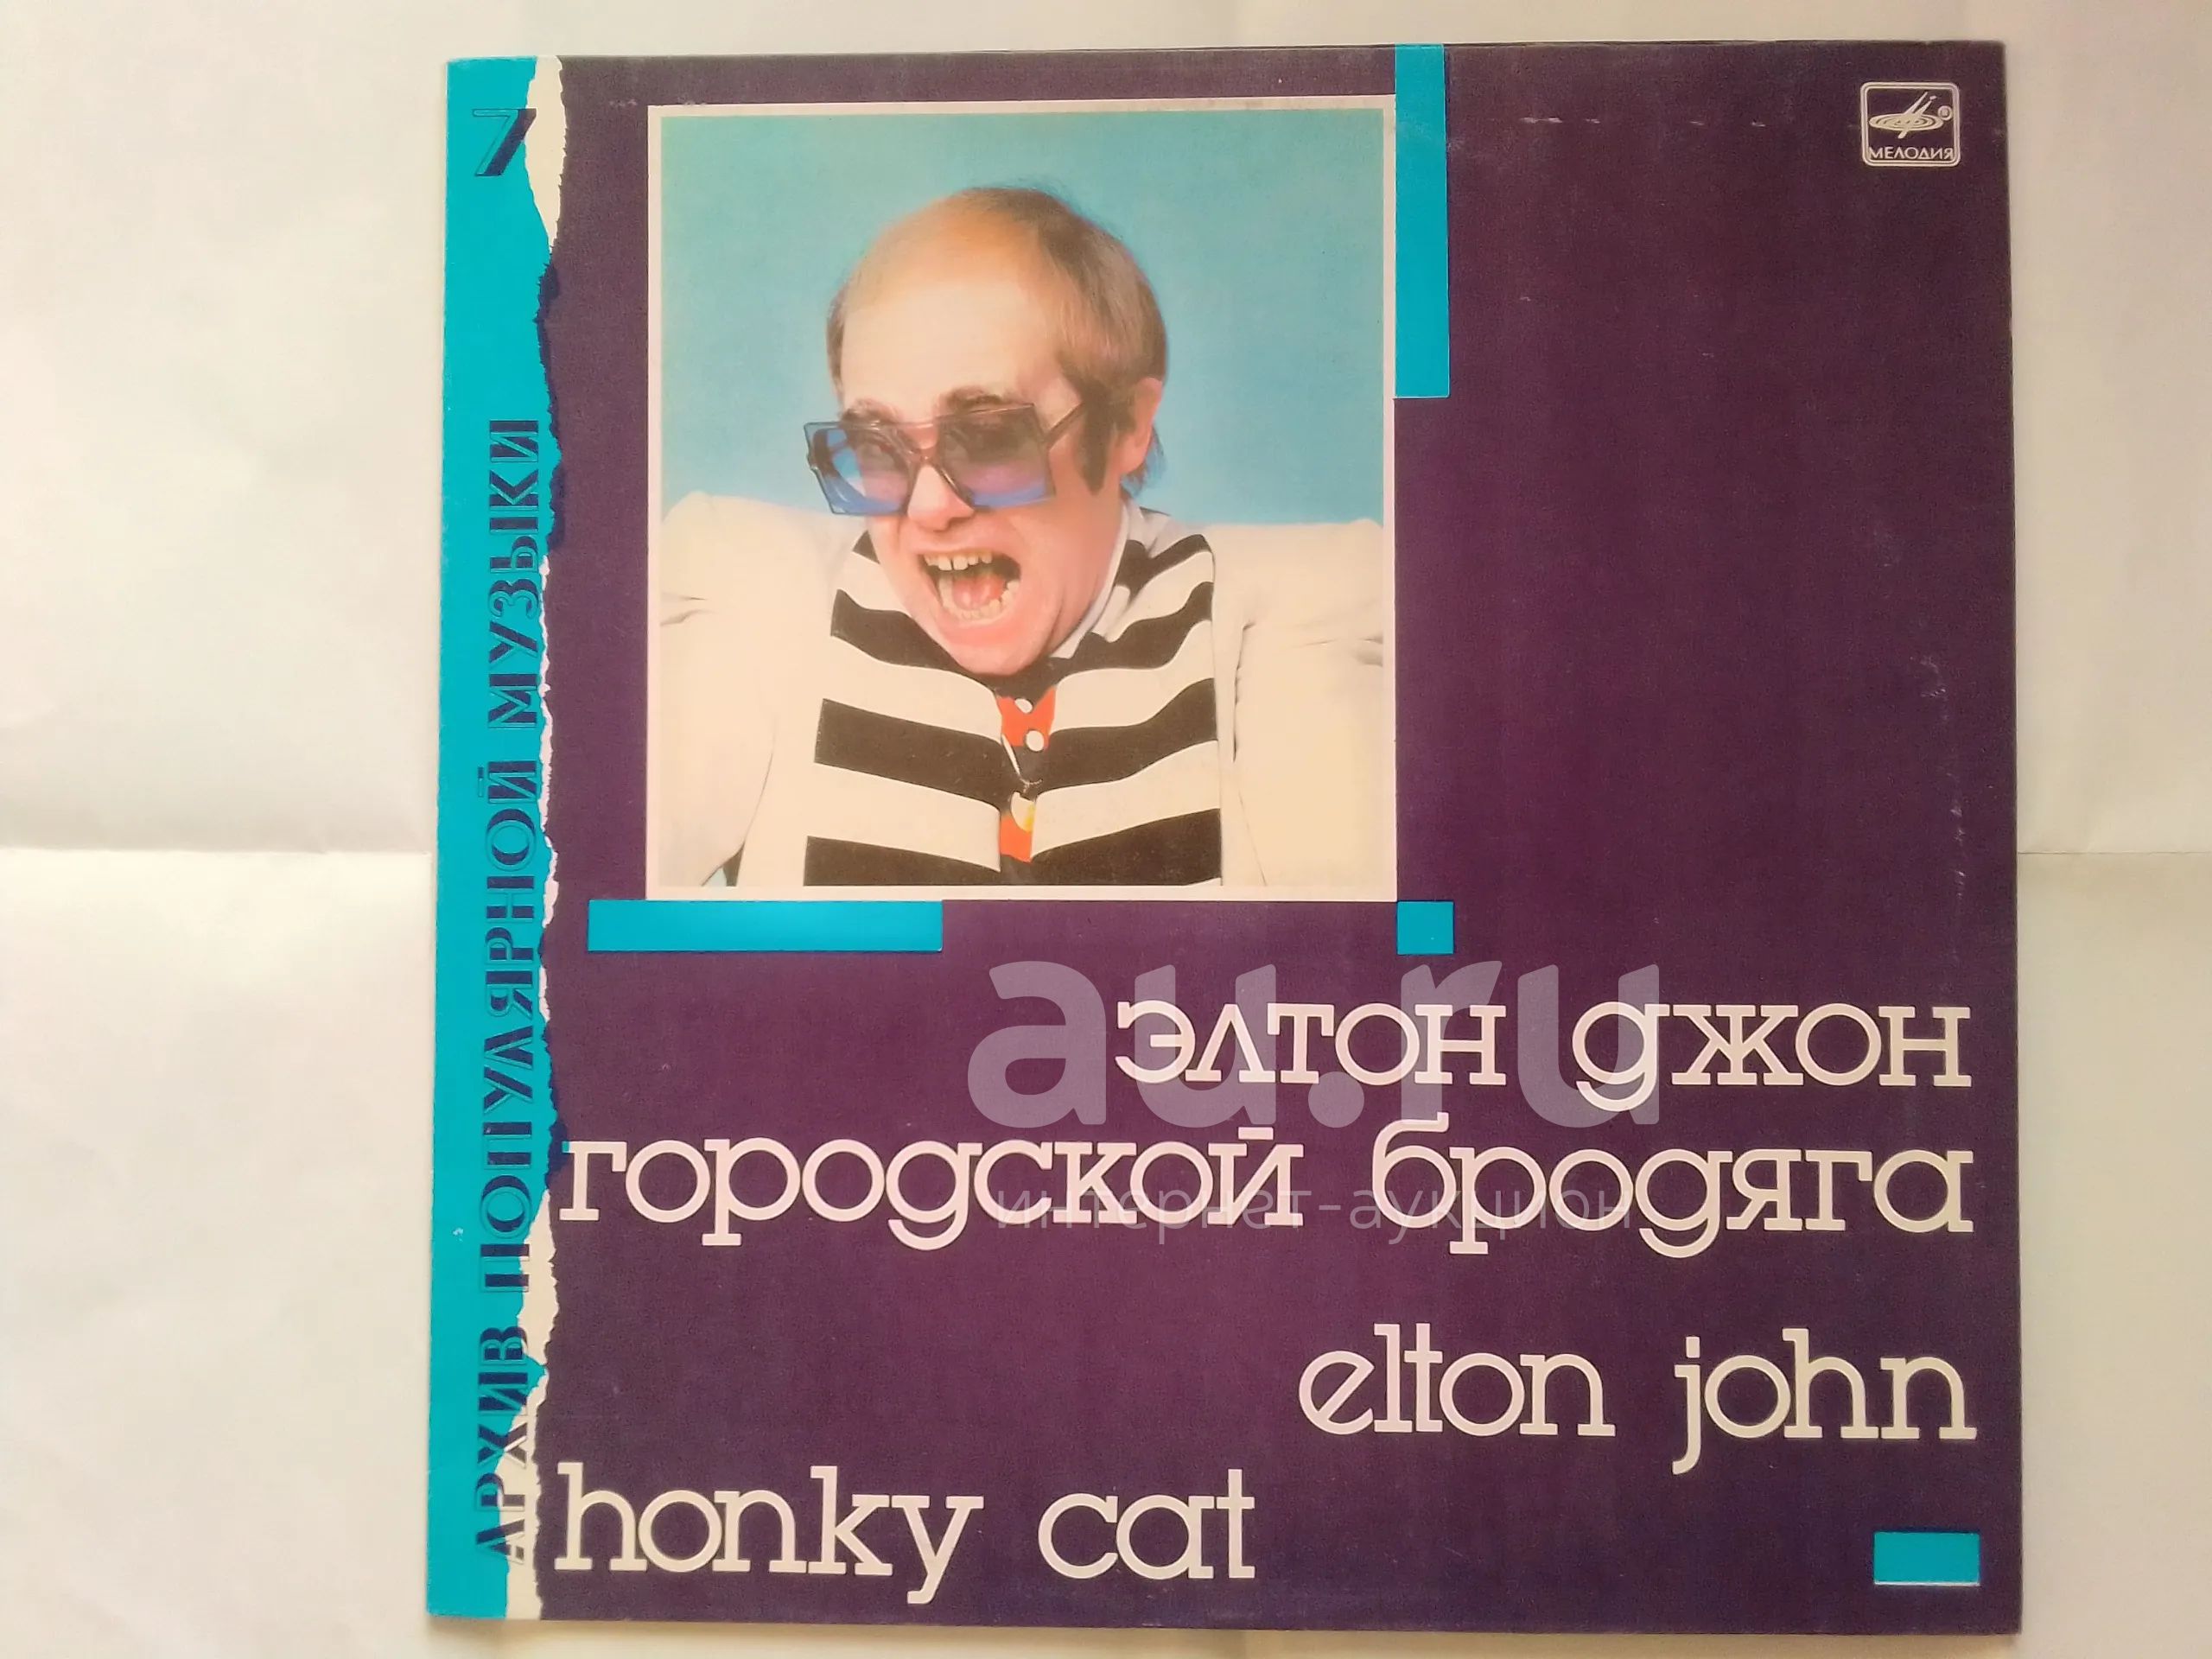 7
АРХИВ ПОПУЛЯРНОЙ МУЗЫКИ
МЕЛОДИЯ
элтон джон
городской бродяга
elton john
honky cat
au.ru
интернет-аукцион